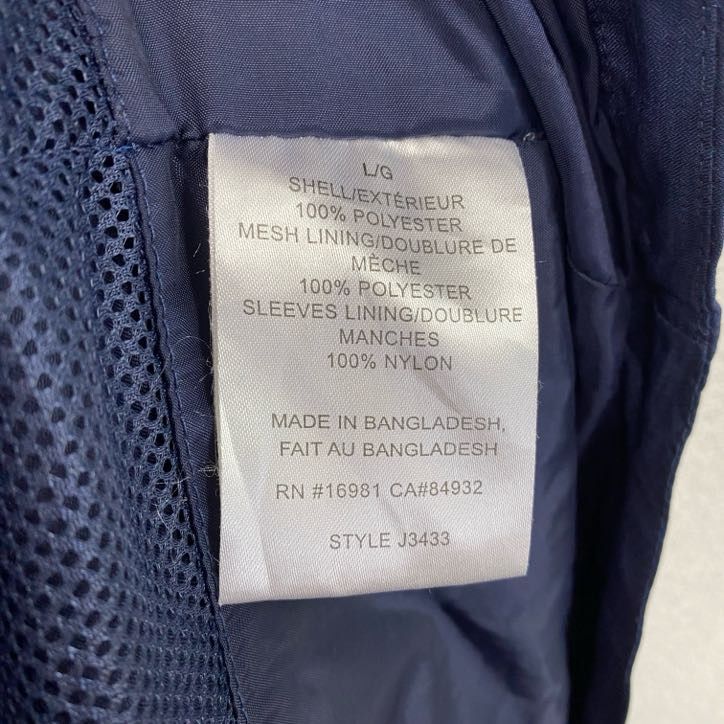 L/G
SHELL/EXTÉRIEUR
100% POLYESTER
MESH LINING/DOUBLURE DE
MÈCHE
100% POLYESTER
SLEEVES LINING/DOUBLURE
MANCHES
100% NYLON
MADE IN BANGLADESH,
FAIT AU BANGLADESH
RN #16981 CA#84932
STYLE J3433